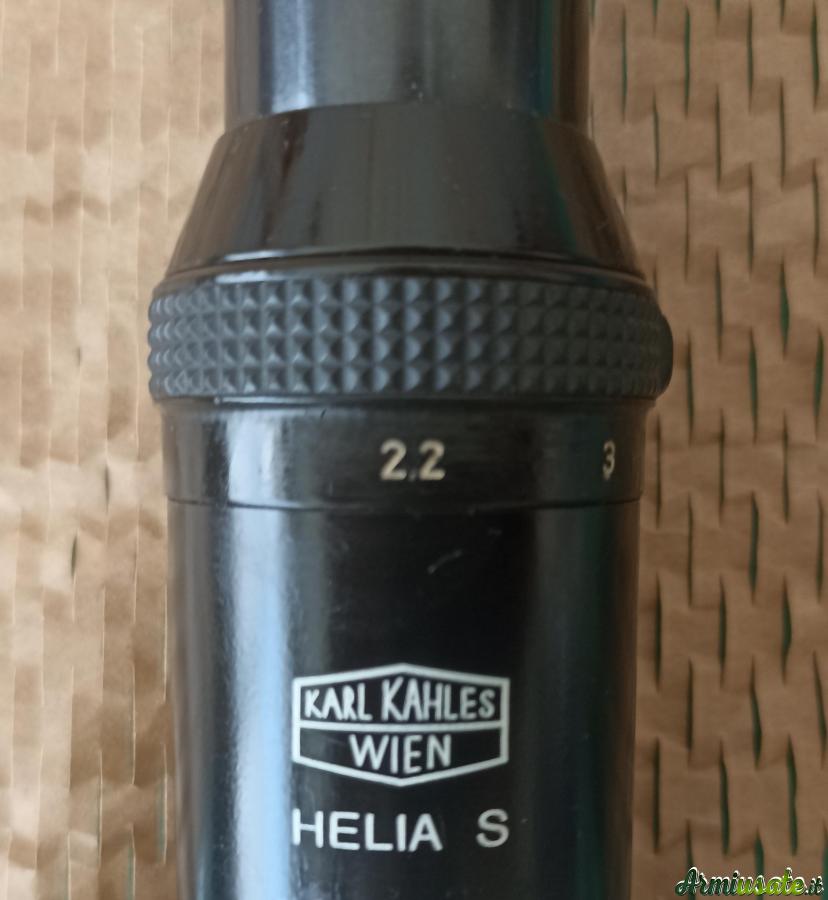 2.2 3
KARL KAHLES
WIEN
HELIA S
Armiusate.it